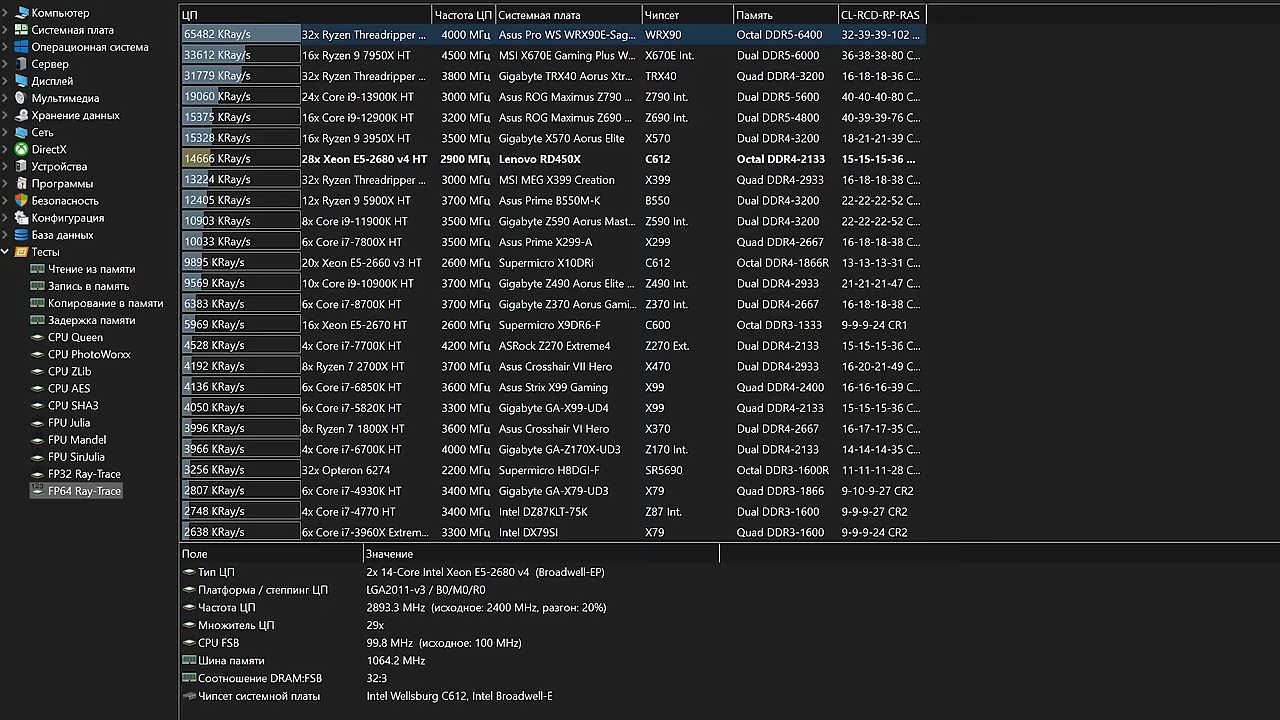 Компьютер
Системная плата
Операционная система
Сервер
Дисплей
Мультимедиа
Хранение данных
Сеть
DirectX
Устройства
Программы
Безопасность
Конфигурация
База данных
Тесты
Чтение из памяти
Запись в память
Копирование в памяти
Задержка памяти
CPU Queen
CPU PhotoWorxx
CPU ZLib
CPU AES
CPU SHA3
FPU Julia
FPU Mandel
FPU SinJulia
FP32 Ray-Trace
FP64 Ray-Trace
ЦП Частота ЦП Системная плата Чипсет Память CL-RCD-RP-RAS
65482 KRay/s 32x Ryzen Threadripper ... 4000 МГц Asus Pro WS WRX90E-Sag... WRX90 Octal DDR5-6400 32-39-39-102 ...
33612 KRay/s 16x Ryzen 9 7950X HT 4500 МГц MSI X670E Gaming Plus W... X670E Int. Dual DDR5-6000 36-38-38-80 C...
31779 KRay/s 32x Ryzen Threadripper ... 3800 МГц Gigabyte TRX40 Aorus Xtr... TRX40 Quad DDR4-3200 16-18-18-36 C...
19060 KRay/s 24x Core i9-13900K HT 3000 МГц Asus ROG Maximus Z790 ... Z790 Int. Dual DDR5-5600 40-40-40-80 C...
15375 KRay/s 16x Core i9-12900K HT 3200 МГц Asus ROG Maximus Z690 ... Z690 Int. Dual DDR5-4800 40-39-39-76 C...
15328 KRay/s 16x Ryzen 9 3950X HT 3500 МГц Gigabyte X570 Aorus Elite X570 Dual DDR4-3200 18-21-21-39 C...
14666 KRay/s 28x Xeon E5-2680 v4 HT 2900 МГц Lenovo RD450X C612 Octal DDR4-2133 15-15-15-36 ...
13224 KRay/s 32x Ryzen Threadripper ... 3000 МГц MSI MEG X399 Creation X399 Quad DDR4-2933 16-18-18-38 C...
12405 KRay/s 12x Ryzen 9 5900X HT 3700 МГц Asus Prime B550M-K B550 Dual DDR4-3200 22-22-22-52 C...
10903 KRay/s 8x Core i9-11900K HT 3500 МГц Gigabyte Z590 Aorus Mast... Z590 Int. Dual DDR4-3200 22-22-22-52 C...
10033 KRay/s 6x Core i7-7800X HT 3500 МГц Asus Prime X299-A X299 Quad DDR4-2667 16-18-18-38 C...
9895 KRay/s 20x Xeon E5-2660 v3 HT 2600 МГц Supermicro X10DRi C612 Octal DDR4-1866R 13-13-13-31 C...
9569 KRay/s 10x Core i9-10900K HT 3700 МГц Gigabyte Z490 Aorus Elite ... Z490 Int. Dual DDR4-2933 21-21-21-47 C...
6383 KRay/s 6x Core i7-8700K HT 3700 МГц Gigabyte Z370 Aorus Gami... Z370 Int. Dual DDR4-2667 16-18-18-38 C...
5969 KRay/s 16x Xeon E5-2670 HT 2600 МГц Supermicro X9DR6-F C600 Octal DDR3-1333 9-9-9-24 CR1
4528 KRay/s 4x Core i7-7700K HT 4200 МГц ASRock Z270 Extreme4 Z270 Ext. Dual DDR4-2133 15-15-15-36 C...
4192 KRay/s 8x Ryzen 7 2700X HT 3700 МГц Asus Crosshair VII Hero X470 Dual DDR4-2933 16-20-21-49 C...
4136 KRay/s 6x Core i7-6850K HT 3600 МГц Asus Strix X99 Gaming X99 Quad DDR4-2400 16-16-16-39 C...
4050 KRay/s 6x Core i7-5820K HT 3300 МГц Gigabyte GA-X99-UD4 X99 Quad DDR4-2133 15-15-15-36 C...
3996 KRay/s 8x Ryzen 7 1800X HT 3600 МГц Asus Crosshair VI Hero X370 Dual DDR4-2667 16-17-17-35 C...
3966 KRay/s 4x Core i7-6700K HT 4000 МГц Gigabyte GA-Z170X-UD3 Z170 Int. Dual DDR4-2133 14-14-14-35 C...
3256 KRay/s 32x Opteron 6274 2200 МГц Supermicro H8DGI-F SR5690 Octal DDR3-1600R 11-11-11-28 C...
2807 KRay/s 6x Core i7-4930K HT 3400 МГц Gigabyte GA-X79-UD3 X79 Quad DDR3-1866 9-10-9-27 CR2
2748 KRay/s 4x Core i7-4770 HT 3400 МГц Intel DZ87KLT-75K Z87 Int. Dual DDR3-1600 9-9-9-27 CR2
2638 KRay/s 6x Core i7-3960X Extrem... 3300 МГц Intel DX79SI X79 Quad DDR3-1600 9-9-9-24 CR2
Поле Значение
Тип ЦП 2x 14-Core Intel Xeon E5-2680 v4 (Broadwell-EP)
Платформа / степпинг ЦП LGA2011-v3 / B0/M0/R0
Частота ЦП 2893.3 MHz (исходное: 2400 MHz, разгон: 20%)
Множитель ЦП 29x
CPU FSB 99.8 MHz (исходное: 100 MHz)
Шина памяти 1064.2 MHz
Соотношение DRAM:FSB 32:3
Чипсет системной платы Intel Wellsburg C612, Intel Broadwell-E